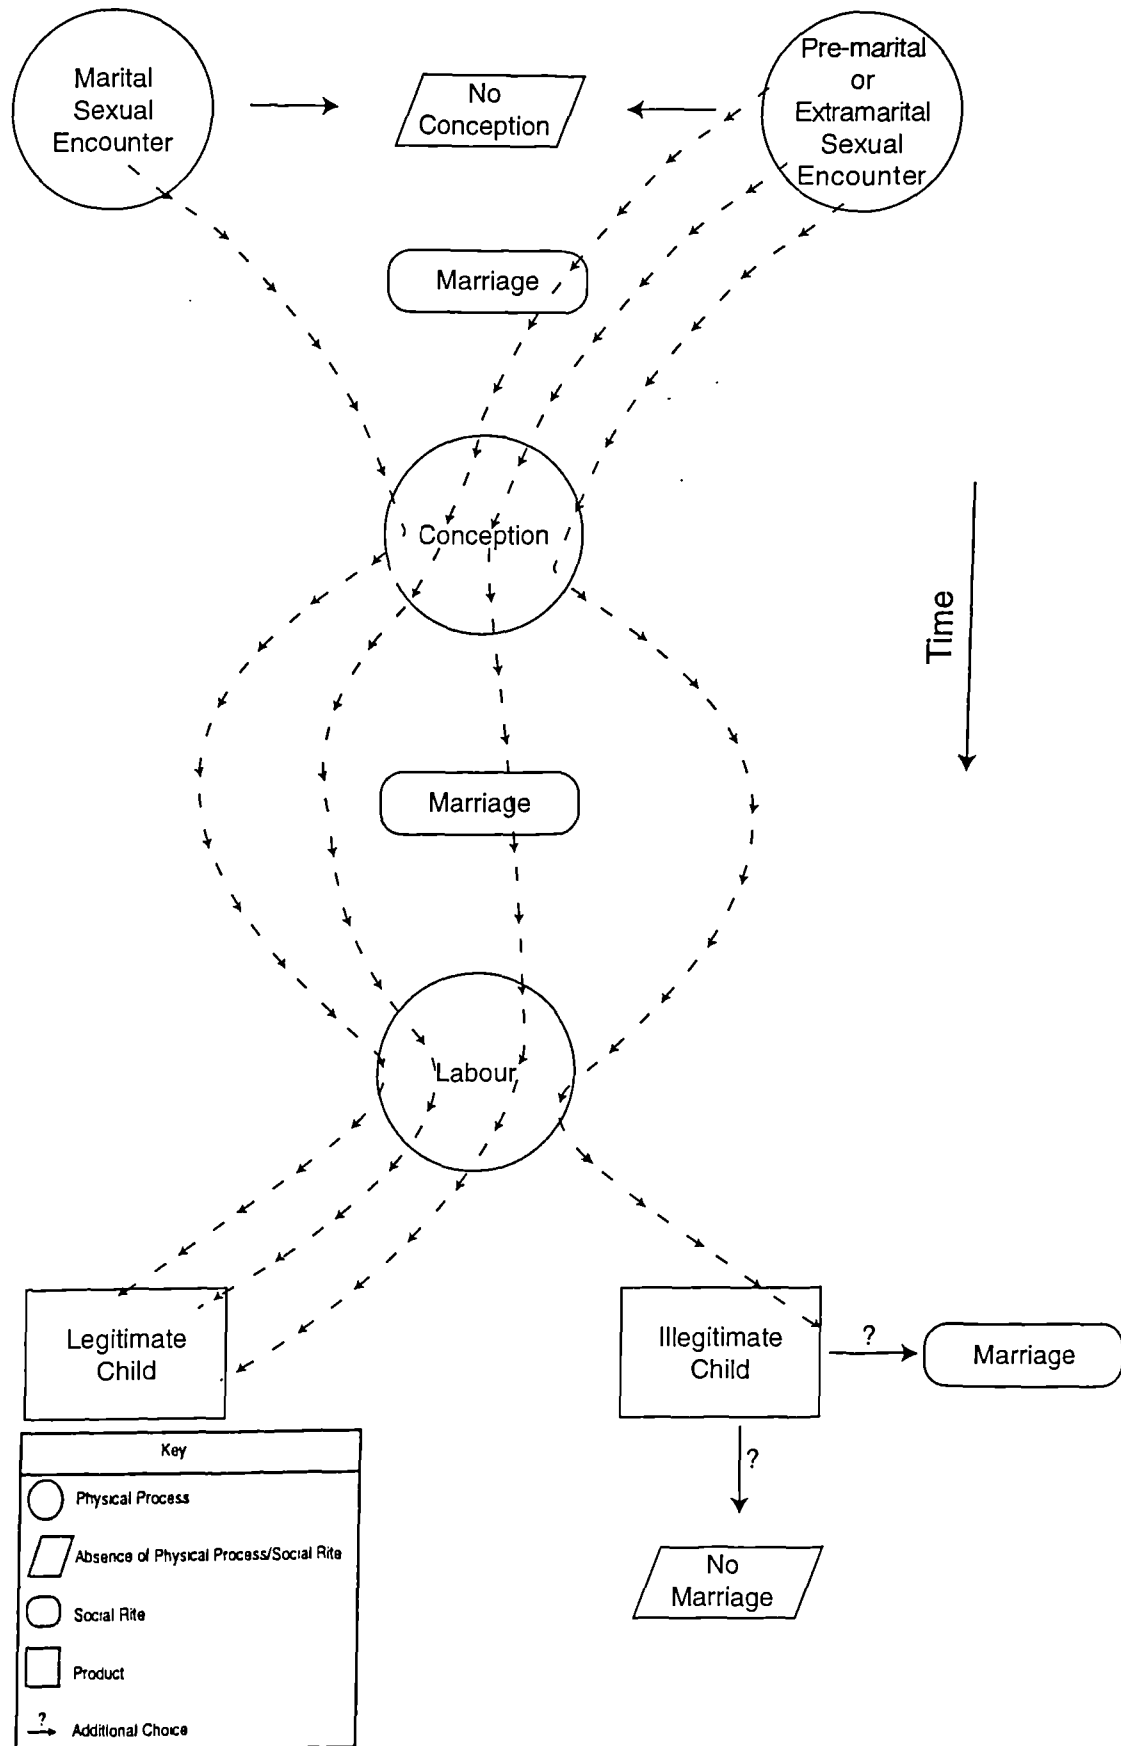 Marital
Sexual
Encounter
No
Conception
Pre-marital
or
Extramarital
Sexual
Encounter
Marriage
Conception
Time
Marriage
Labour
Legitimate
Child
Illegitimate
Child
?
Marriage
?
No
Marriage
Key
Physical Process
Absence of Physical Process/Social Rite
Social Rite
Product
?
Additional Choice